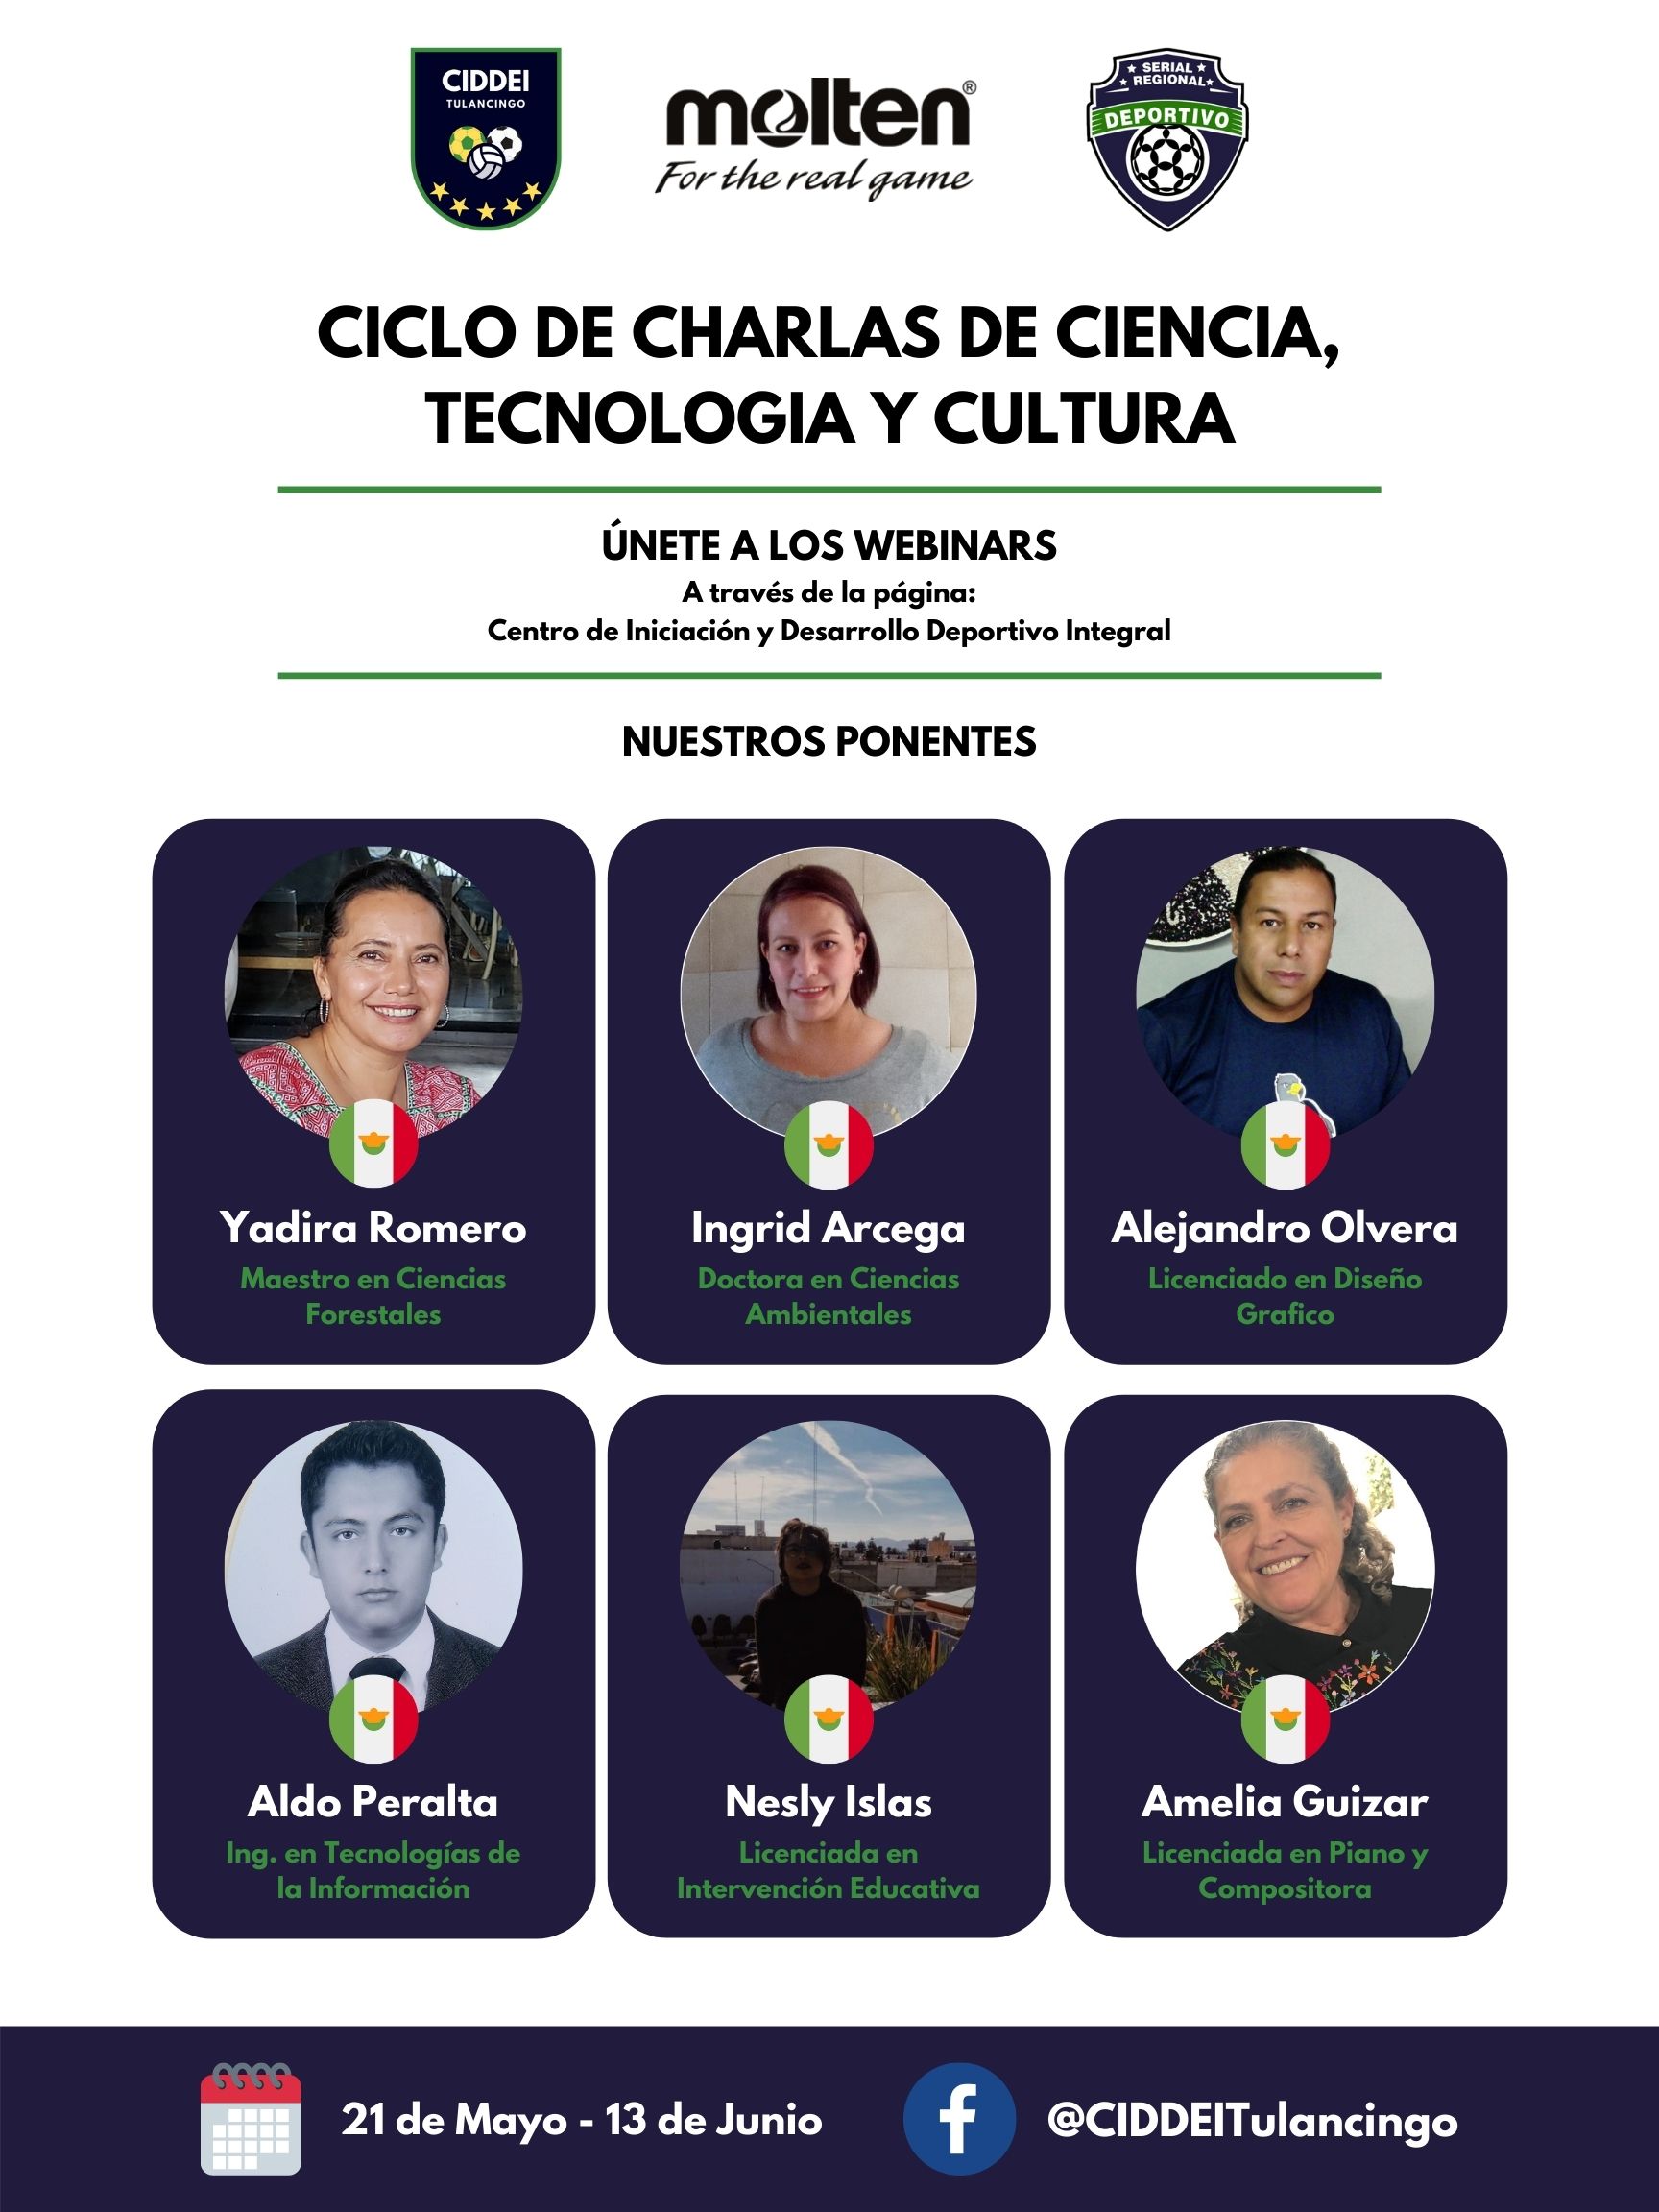 CIDDEI
TULANCINGO
molten®
For the real game
SERIAL
REGIONAL
DEPORTIVO
CICLO DE CHARLAS DE CIENCIA,
TECNOLOGIA Y CULTURA
ÚNETE A LOS WEBINARS
A través de la página:
Centro de Iniciación y Desarrollo Deportivo Integral
NUESTROS PONENTES
Yadira Romero
Maestro en Ciencias
Forestales
Ingrid Arcega
Doctora en Ciencias
Ambientales
Alejandro Olvera
Licenciado en Diseño
Grafico
Aldo Peralta
Ing. en Tecnologías de
la Información
Nesly Islas
Licenciada en
Intervención Educativa
Amelia Guizar
Licenciada en Piano y
Compositora
21 de Mayo - 13 de Junio
@CIDDEITulancingo